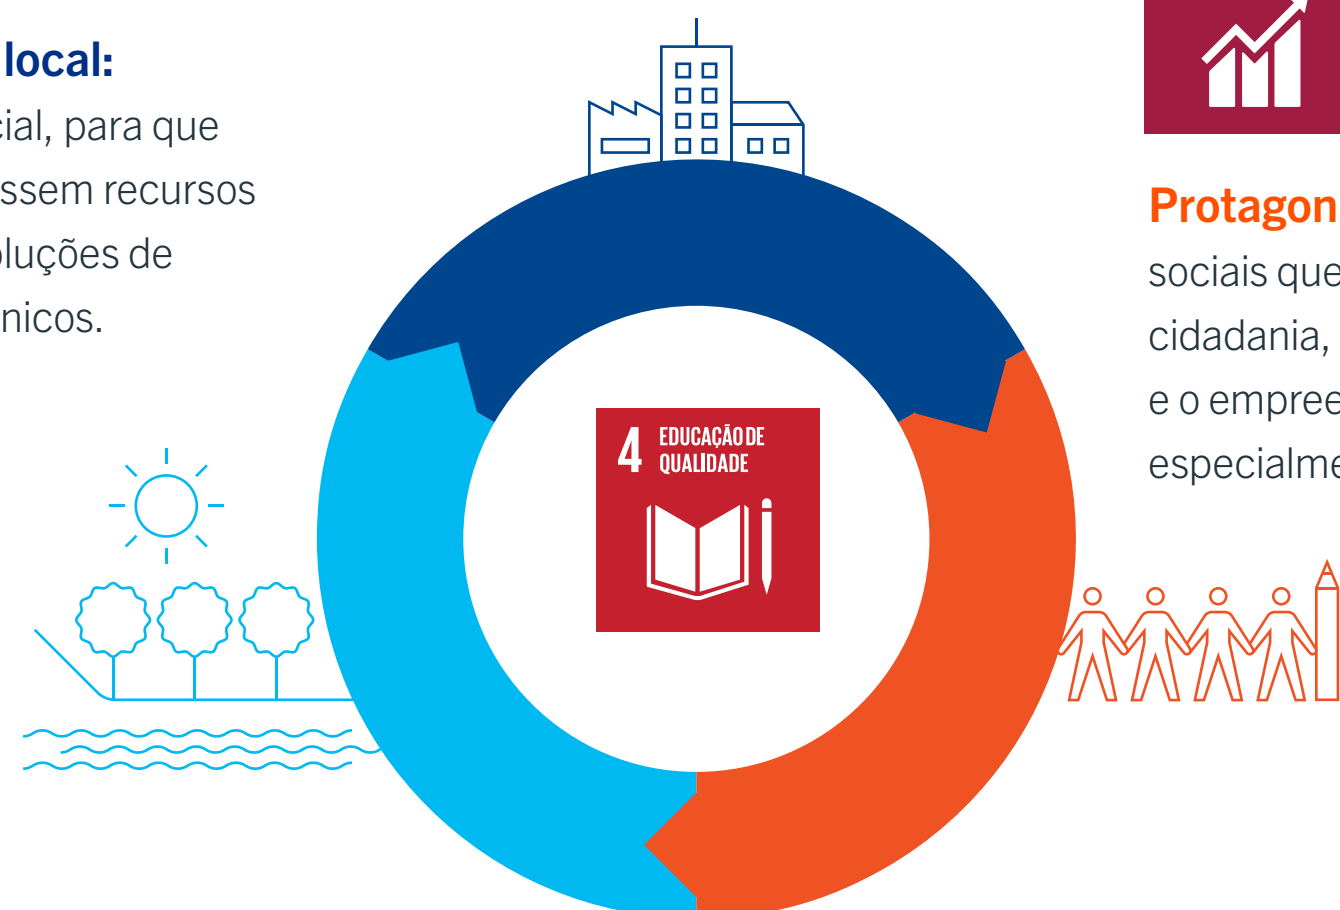 local:
cial, para que
ssem recursos
oluções de
nicos.
4 EDUCAÇÃO DE
QUALIDADE
Protagon
sociais que
cidadania,
e o empree
especialme